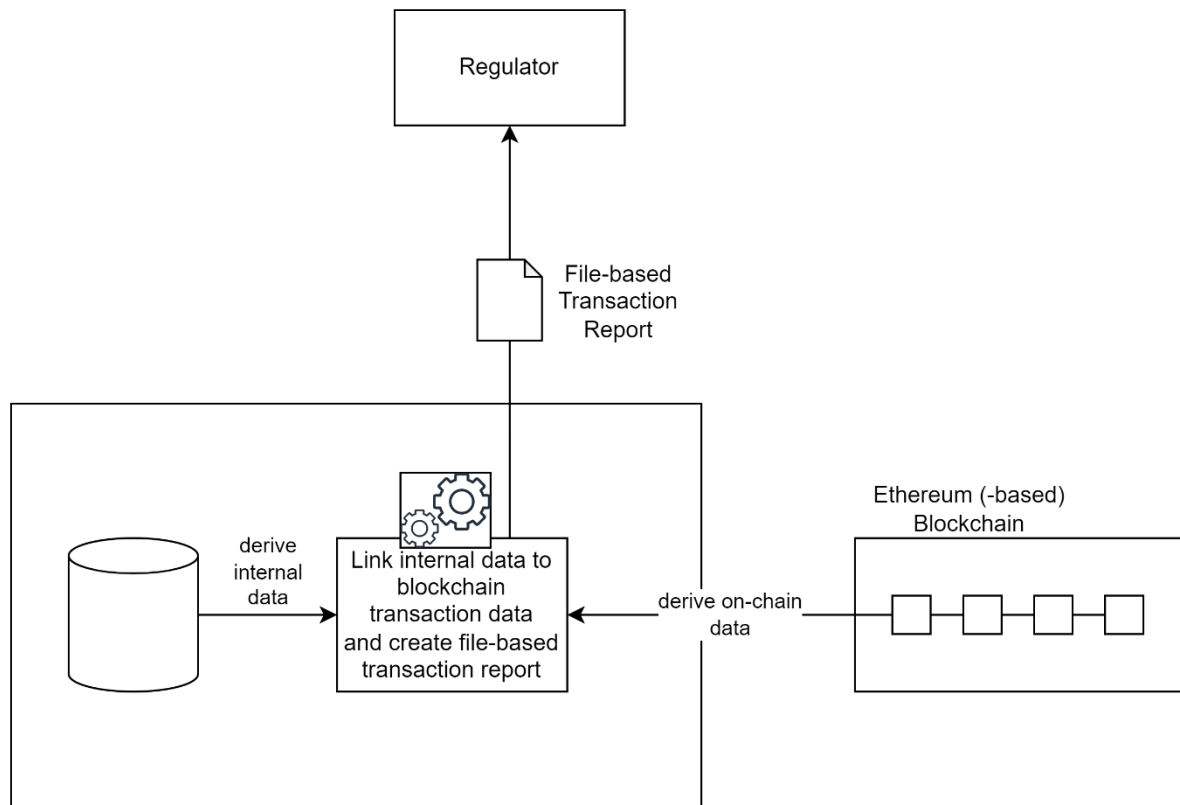 Regulator
File-based
Transaction
Report
Ethereum (-based)
Blockchain
derive
internal
data
Link internal data to
blockchain
transaction data
and create file-based
transaction report
derive on-chain
data